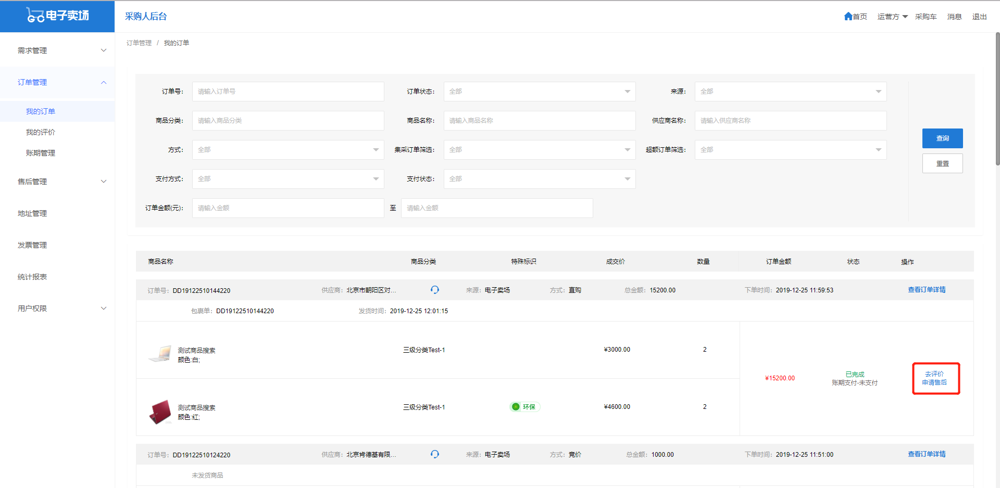 GC电子卖场
采购人后台
首页 运营方 采购车 消息 退出
订单管理 / 我的订单
需求管理
订单管理
我的订单
我的评价
账期管理
售后管理
地址管理
发票管理
统计报表
用户权限
订单号： 请输入订单号 订单状态： 全部 来源： 全部
商品分类： 请输入商品分类 商品名称： 请输入商品名称 供应商名称： 请输入供应商名称
方式： 全部 集采订单筛选： 全部 超额订单筛选： 全部
支付方式： 全部 支付状态： 全部
订单金额(元)： 请输入金额 至 请输入金额
查询
重置
商品名称 商品分类 特殊标识 成交价 数量 订单金额 状态 操作
订单号：DD19122510144220 供应商：北京市朝阳区对... 来源：电子卖场 方式：直购 总金额：15200.00 下单时间：2019-12-25 11:59:53 查看订单详情
包裹单：DD19122510144220 发货时间：2019-12-25 12:01:15
测试商品搜索
颜色:白;
三级分类Test-1 ¥3000.00 2
测试商品搜索
颜色:红;
三级分类Test-1 环保 ¥4600.00 2
¥15200.00
已完成
账期支付-未支付
去评价
申请售后
订单号：DD19122510124220 供应商：北京肯德基有限... 来源：电子卖场 方式：竞价 总金额：1000.00 下单时间：2019-12-25 11:51:00 查看订单详情
未发货商品